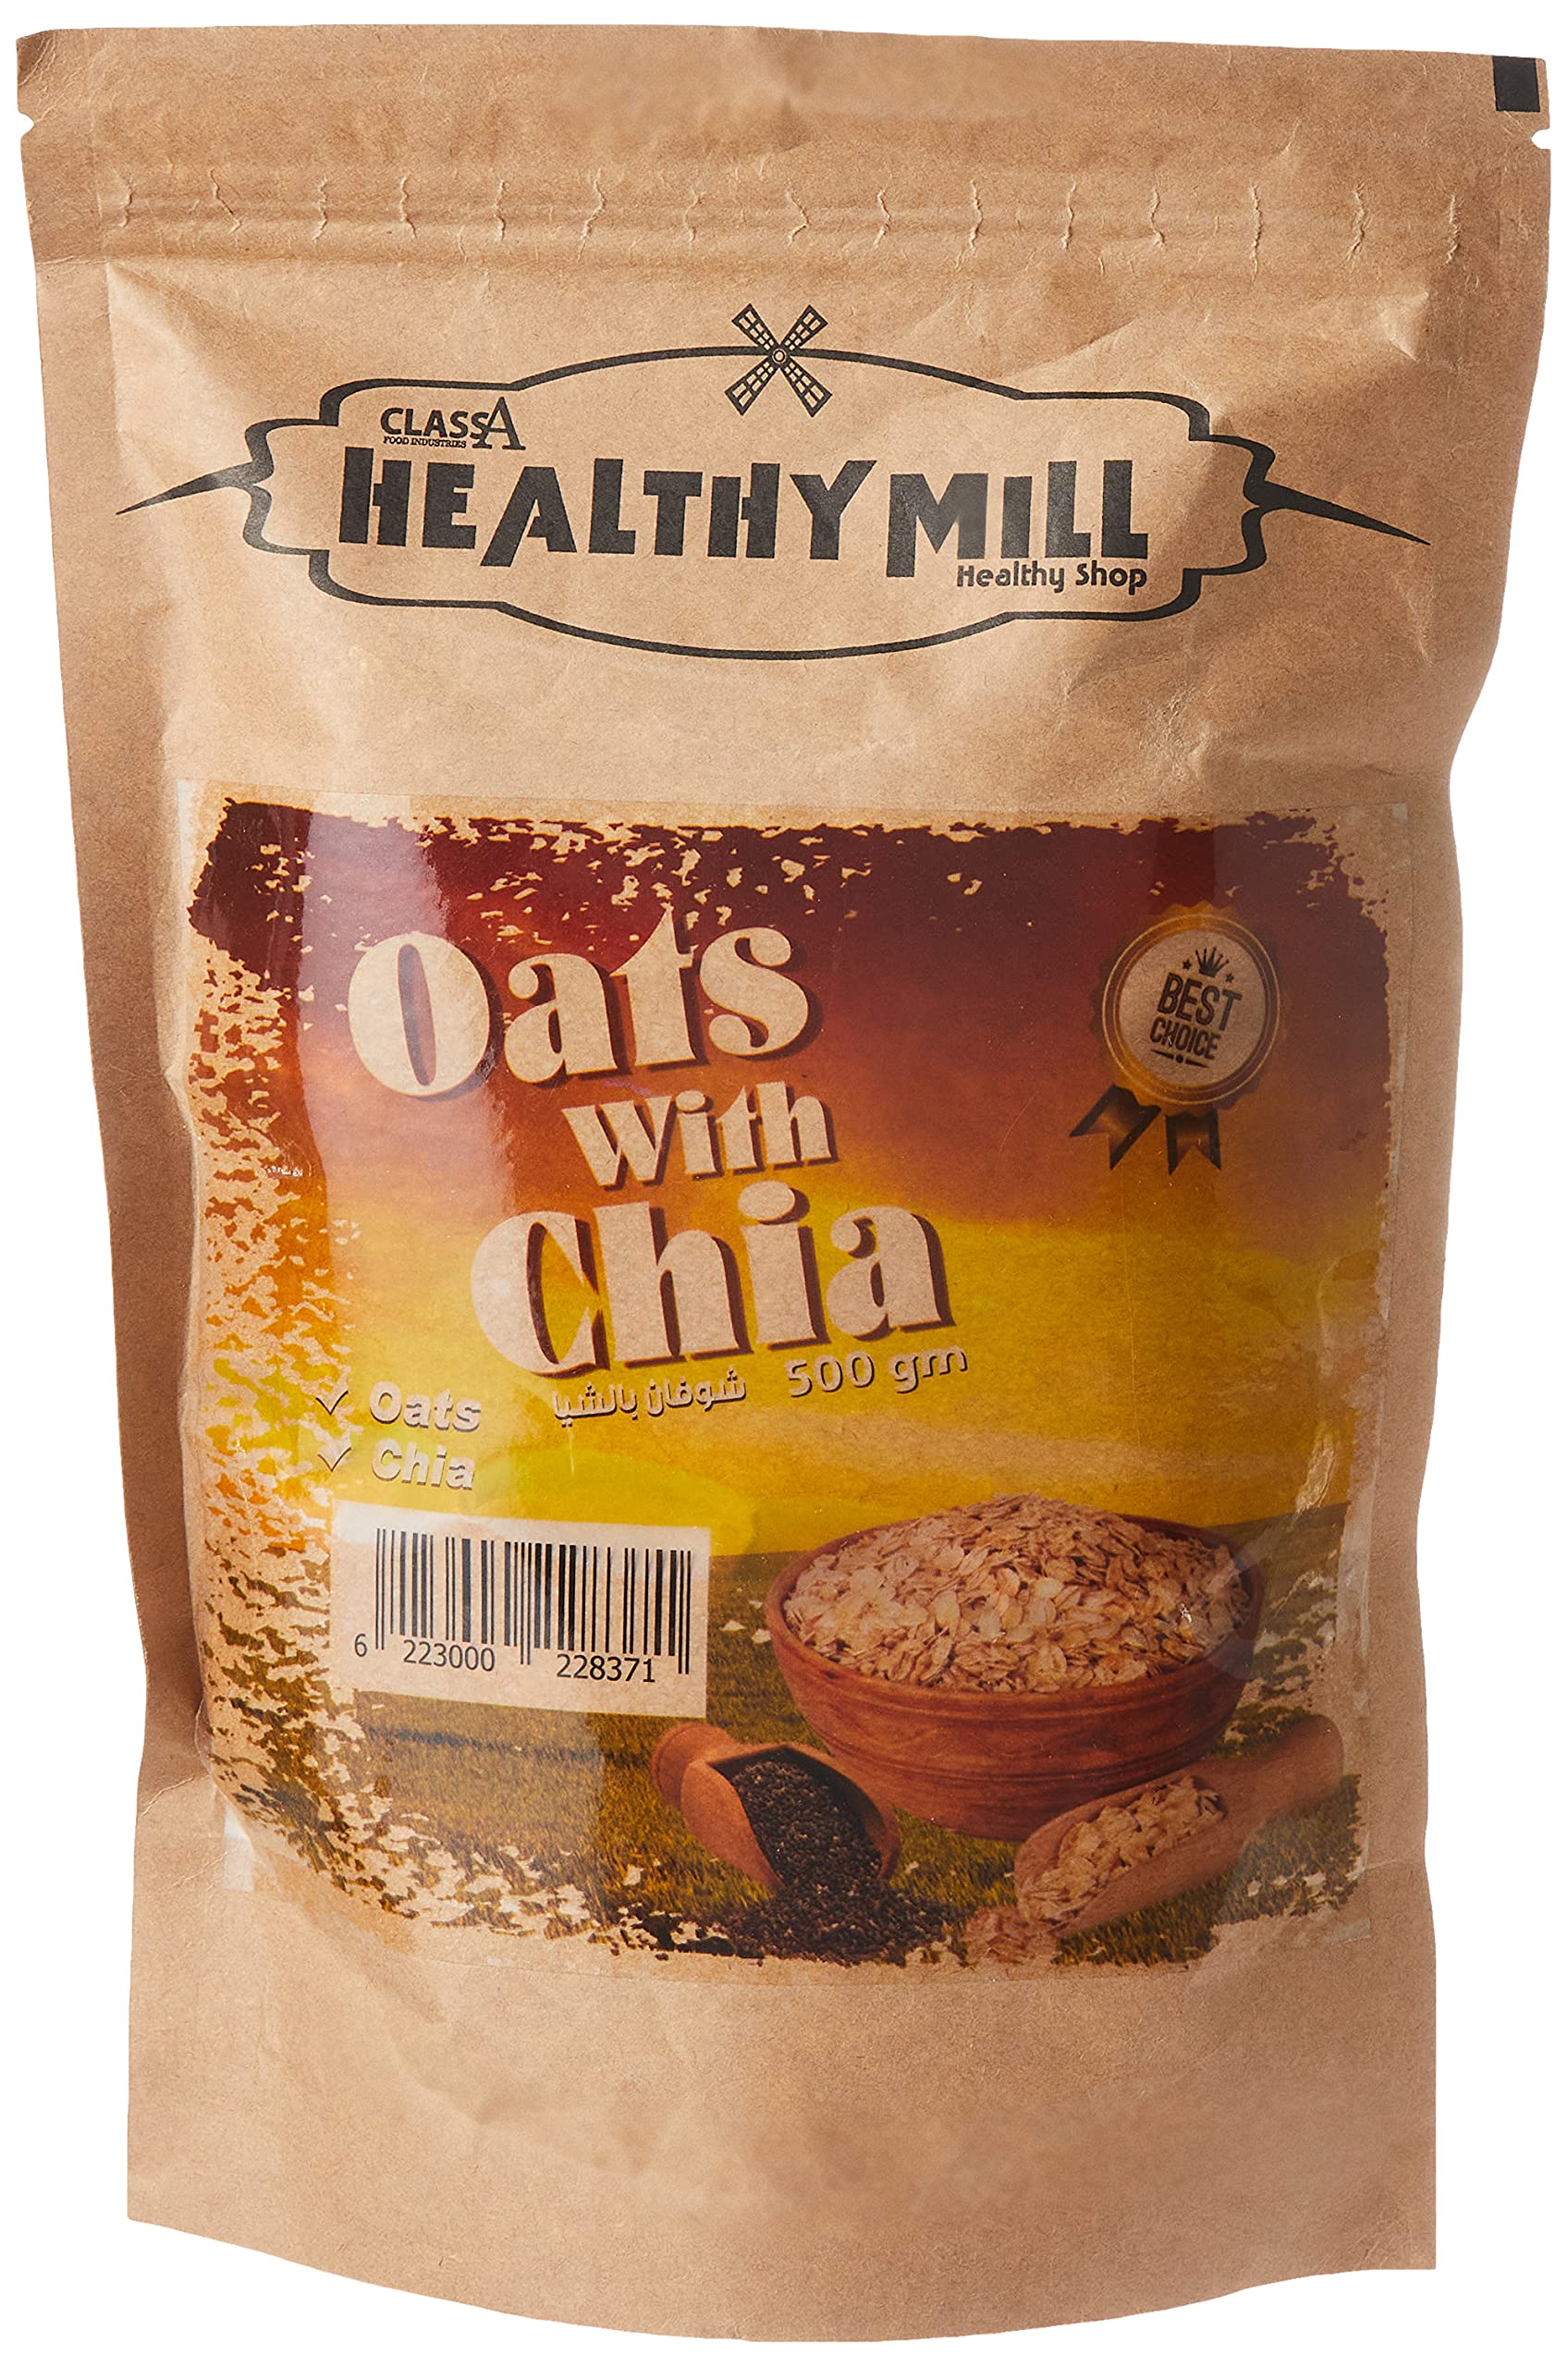 CLASSA
FOOD INDUSTRIES
HEALTHY MILL
Healthy Shop
Oats
With
Chia
شوفان بالشيا 500 gm
BEST
CHOICE
Oats
Chia
6 223000 228371